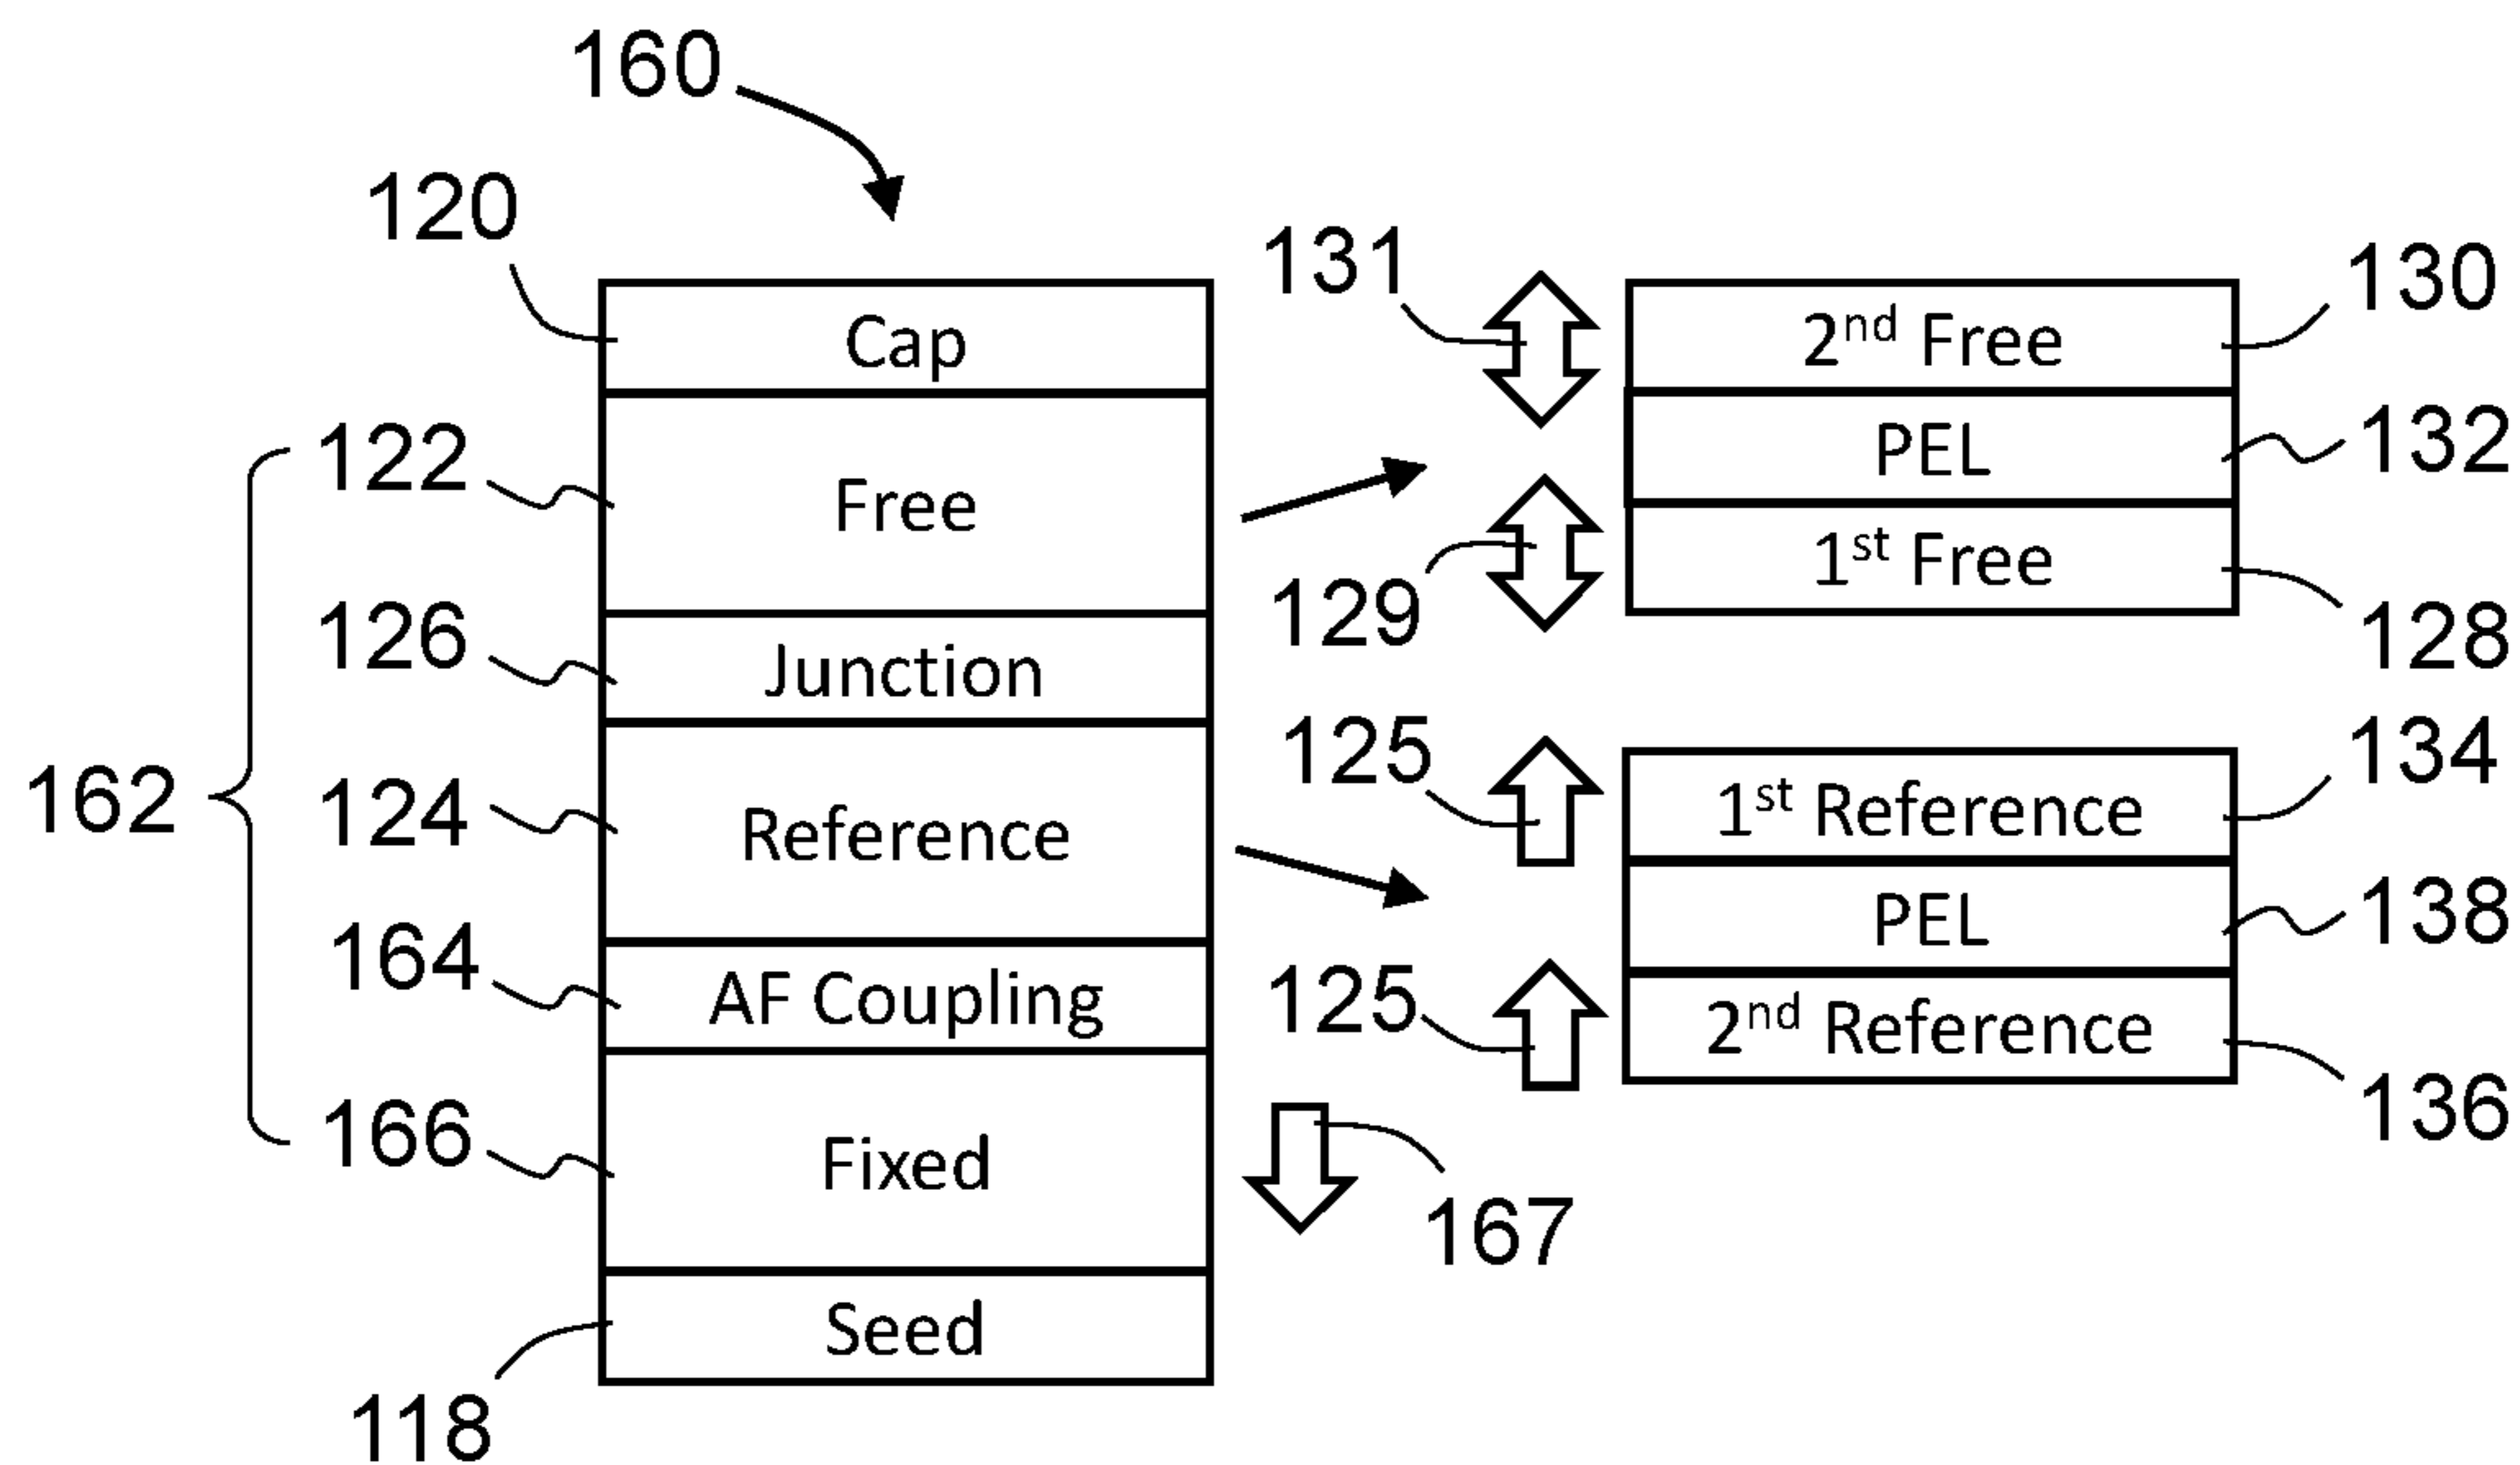 160
120
Cap
131
2nd Free
130
122
Free
PEL
132
129
1st Free
128
126
Junction
162
124
Reference
125
1st Reference
134
PEL
138
164
AF Coupling
125
2nd Reference
136
166
Fixed
167
118
Seed